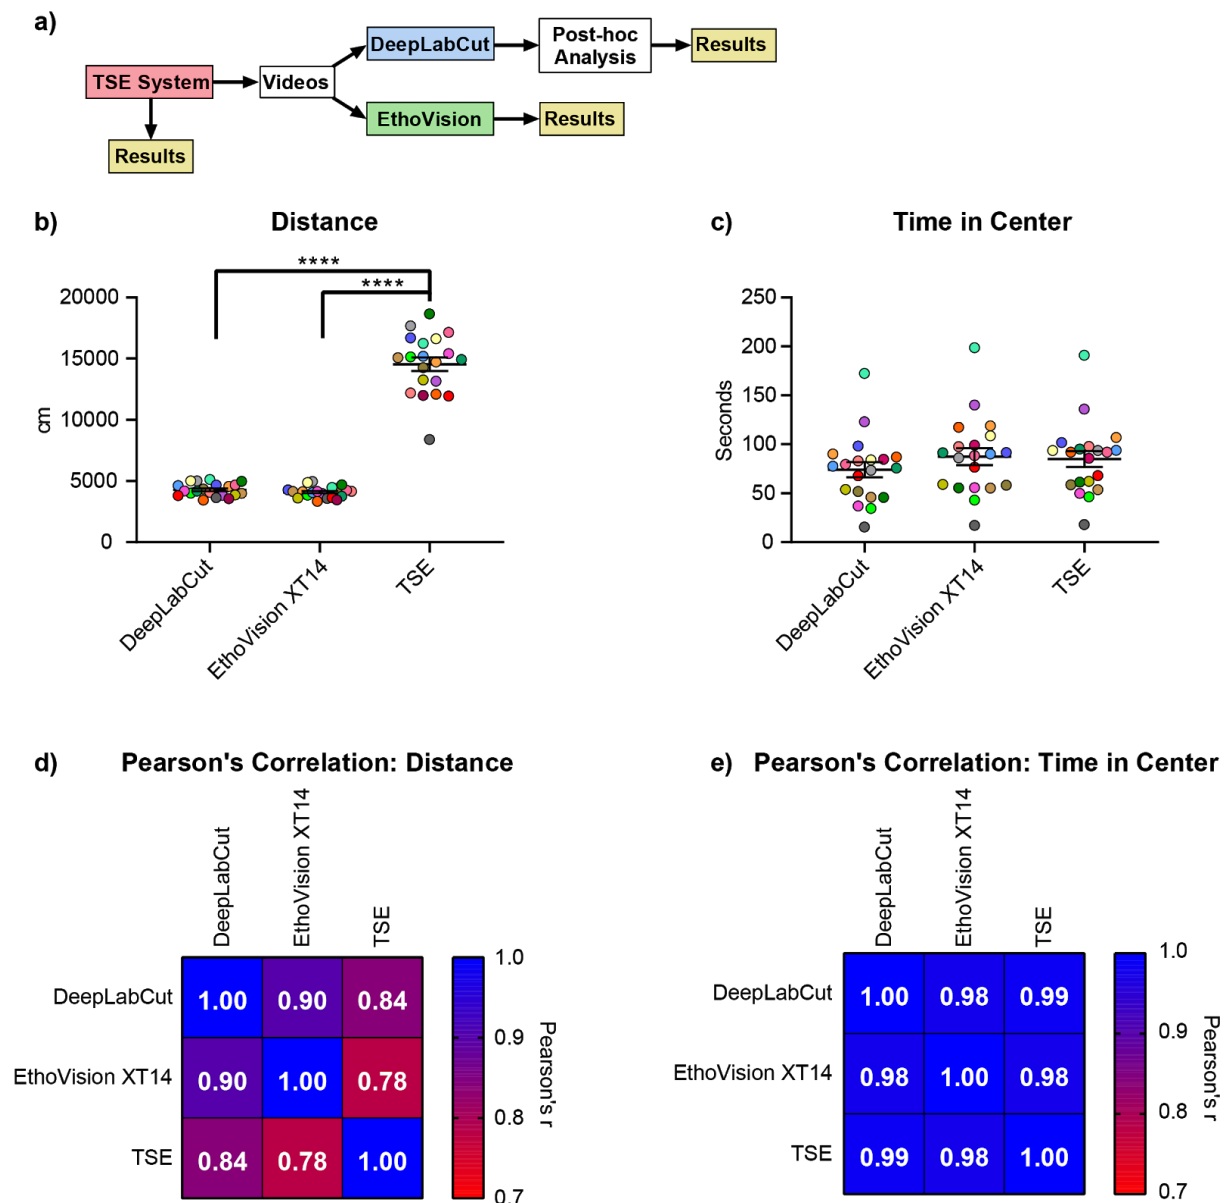 a)
DeepLabCut
Post-hoc
Analysis
Results
TSE System
Videos
EthoVision
Results
Results
b)
Distance
****
****
20000
15000
10000
5000
0
cm
DeepLabCut
EthoVision XT14
TSE
c)
Time in Center
250
200
150
100
50
0
Seconds
DeepLabCut
EthoVision XT14
TSE
d)
Pearson's Correlation: Distance
DeepLabCut
EthoVision XT14
TSE
DeepLabCut
1.00 0.90 0.84
EthoVision XT14
0.90 1.00 0.78
TSE
0.84 0.78 1.00
1.0
0.9
0.8
0.7
Pearson's r
e)
Pearson's Correlation: Time in Center
DeepLabCut
EthoVision XT14
TSE
DeepLabCut
1.00 0.98 0.99
EthoVision XT14
0.98 1.00 0.98
TSE
0.99 0.98 1.00
1.0
0.9
0.8
0.7
Pearson's r